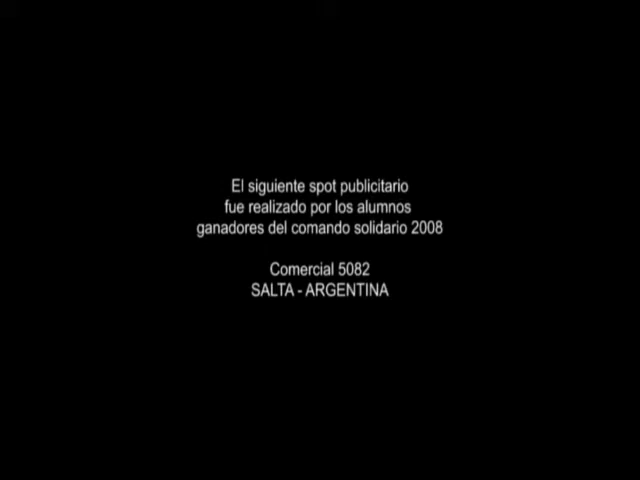 El siguiente spot publicitario
fue realizado por los alumnos
ganadores del comando solidario 2008
Comercial 5082
SALTA - ARGENTINA